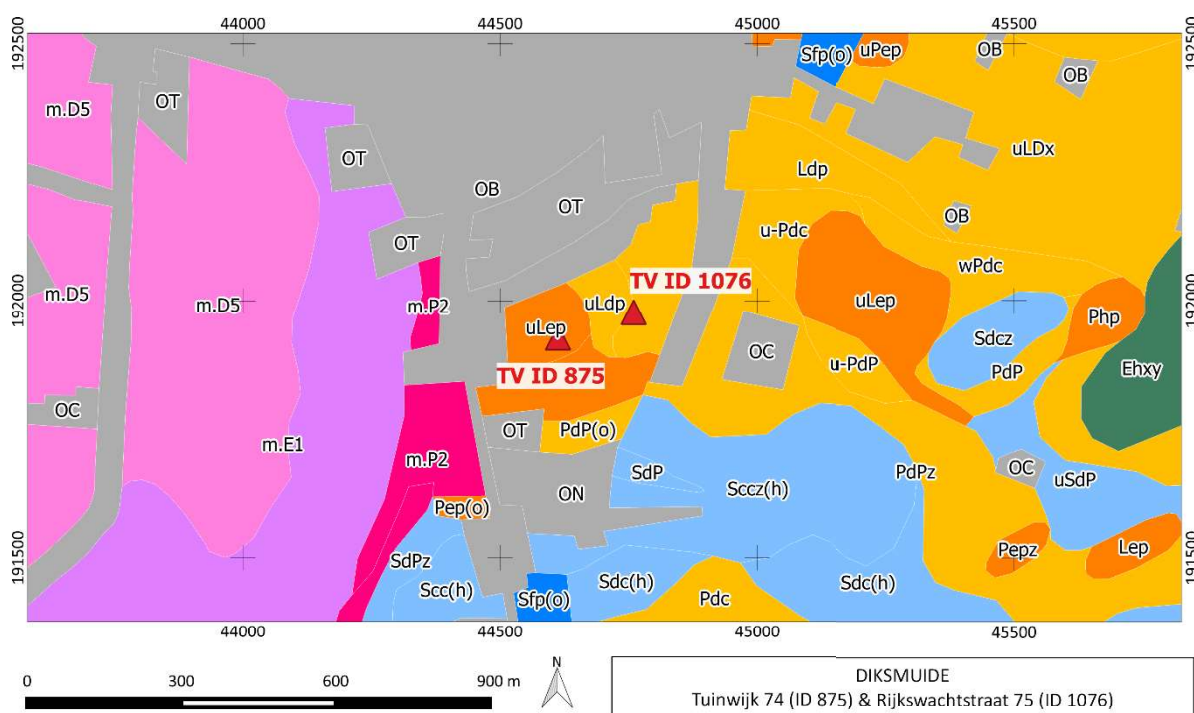 44000 44500 45000 45500
192500 192500
m.D5 OT OB Sfp(o) uPep OB
OB
OT uLDx
Ldp
OB OT OB
m.D5 OT u-Pdc
m.D5 wPdc
192000 m.P2 uLdp TV ID 1076 uLep Php 192000
uLep Sdcz
TV ID 875 OC u-PdP PdP Ehxy
OC OT PdP(o)
m.E1 m.P2 SdP Sccz(h) PdPz OC uSdP
ON
Pep(o)
191500 SdPz Pepz Lep 191500
Scc(h) Sfp(o) Sdc(h) Pdc Sdc(h)
44000 44500 45000 45500
0 300 600 900 m
N
DIKSMUIDE
Tuinwijk 74 (ID 875) & Rijkswachtstraat 75 (ID 1076)